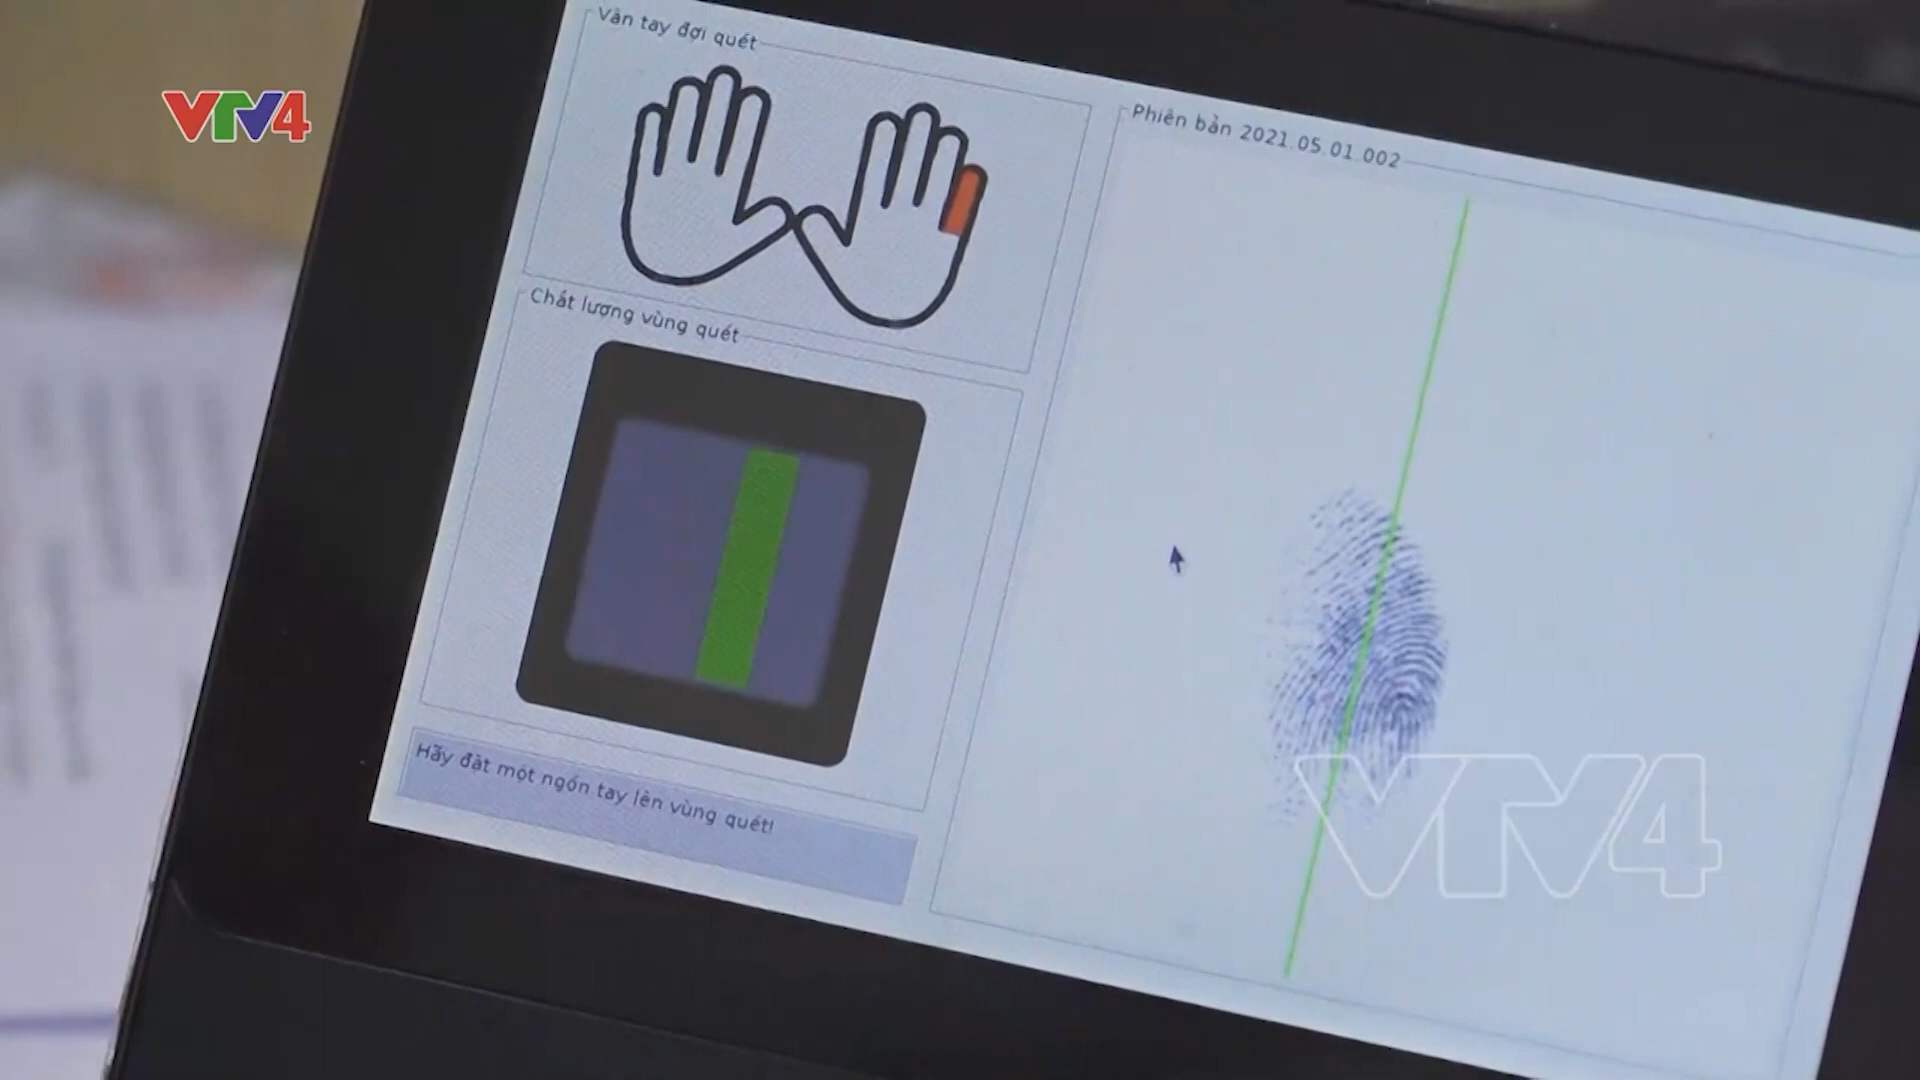 VTV4
Vân tay đợi quét
Phiên bản 2021.05.01.002
Chất lượng vùng quét
Hãy đặt một ngón tay lên vùng quét!
VTV4